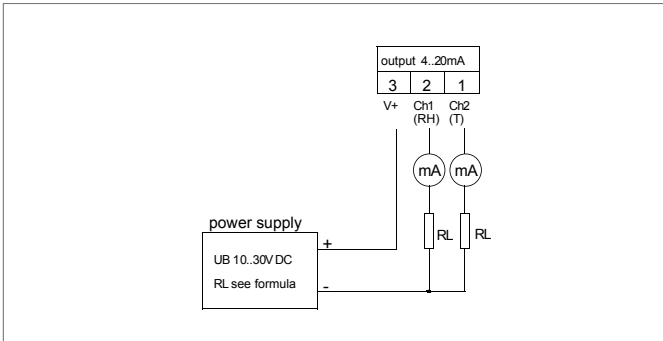 output 4..20mA
3 2 1
V+ Ch1 Ch2
(RH) (T)
mA mA
RL RL
power supply
+
UB 10..30V DC
RL see formula
-